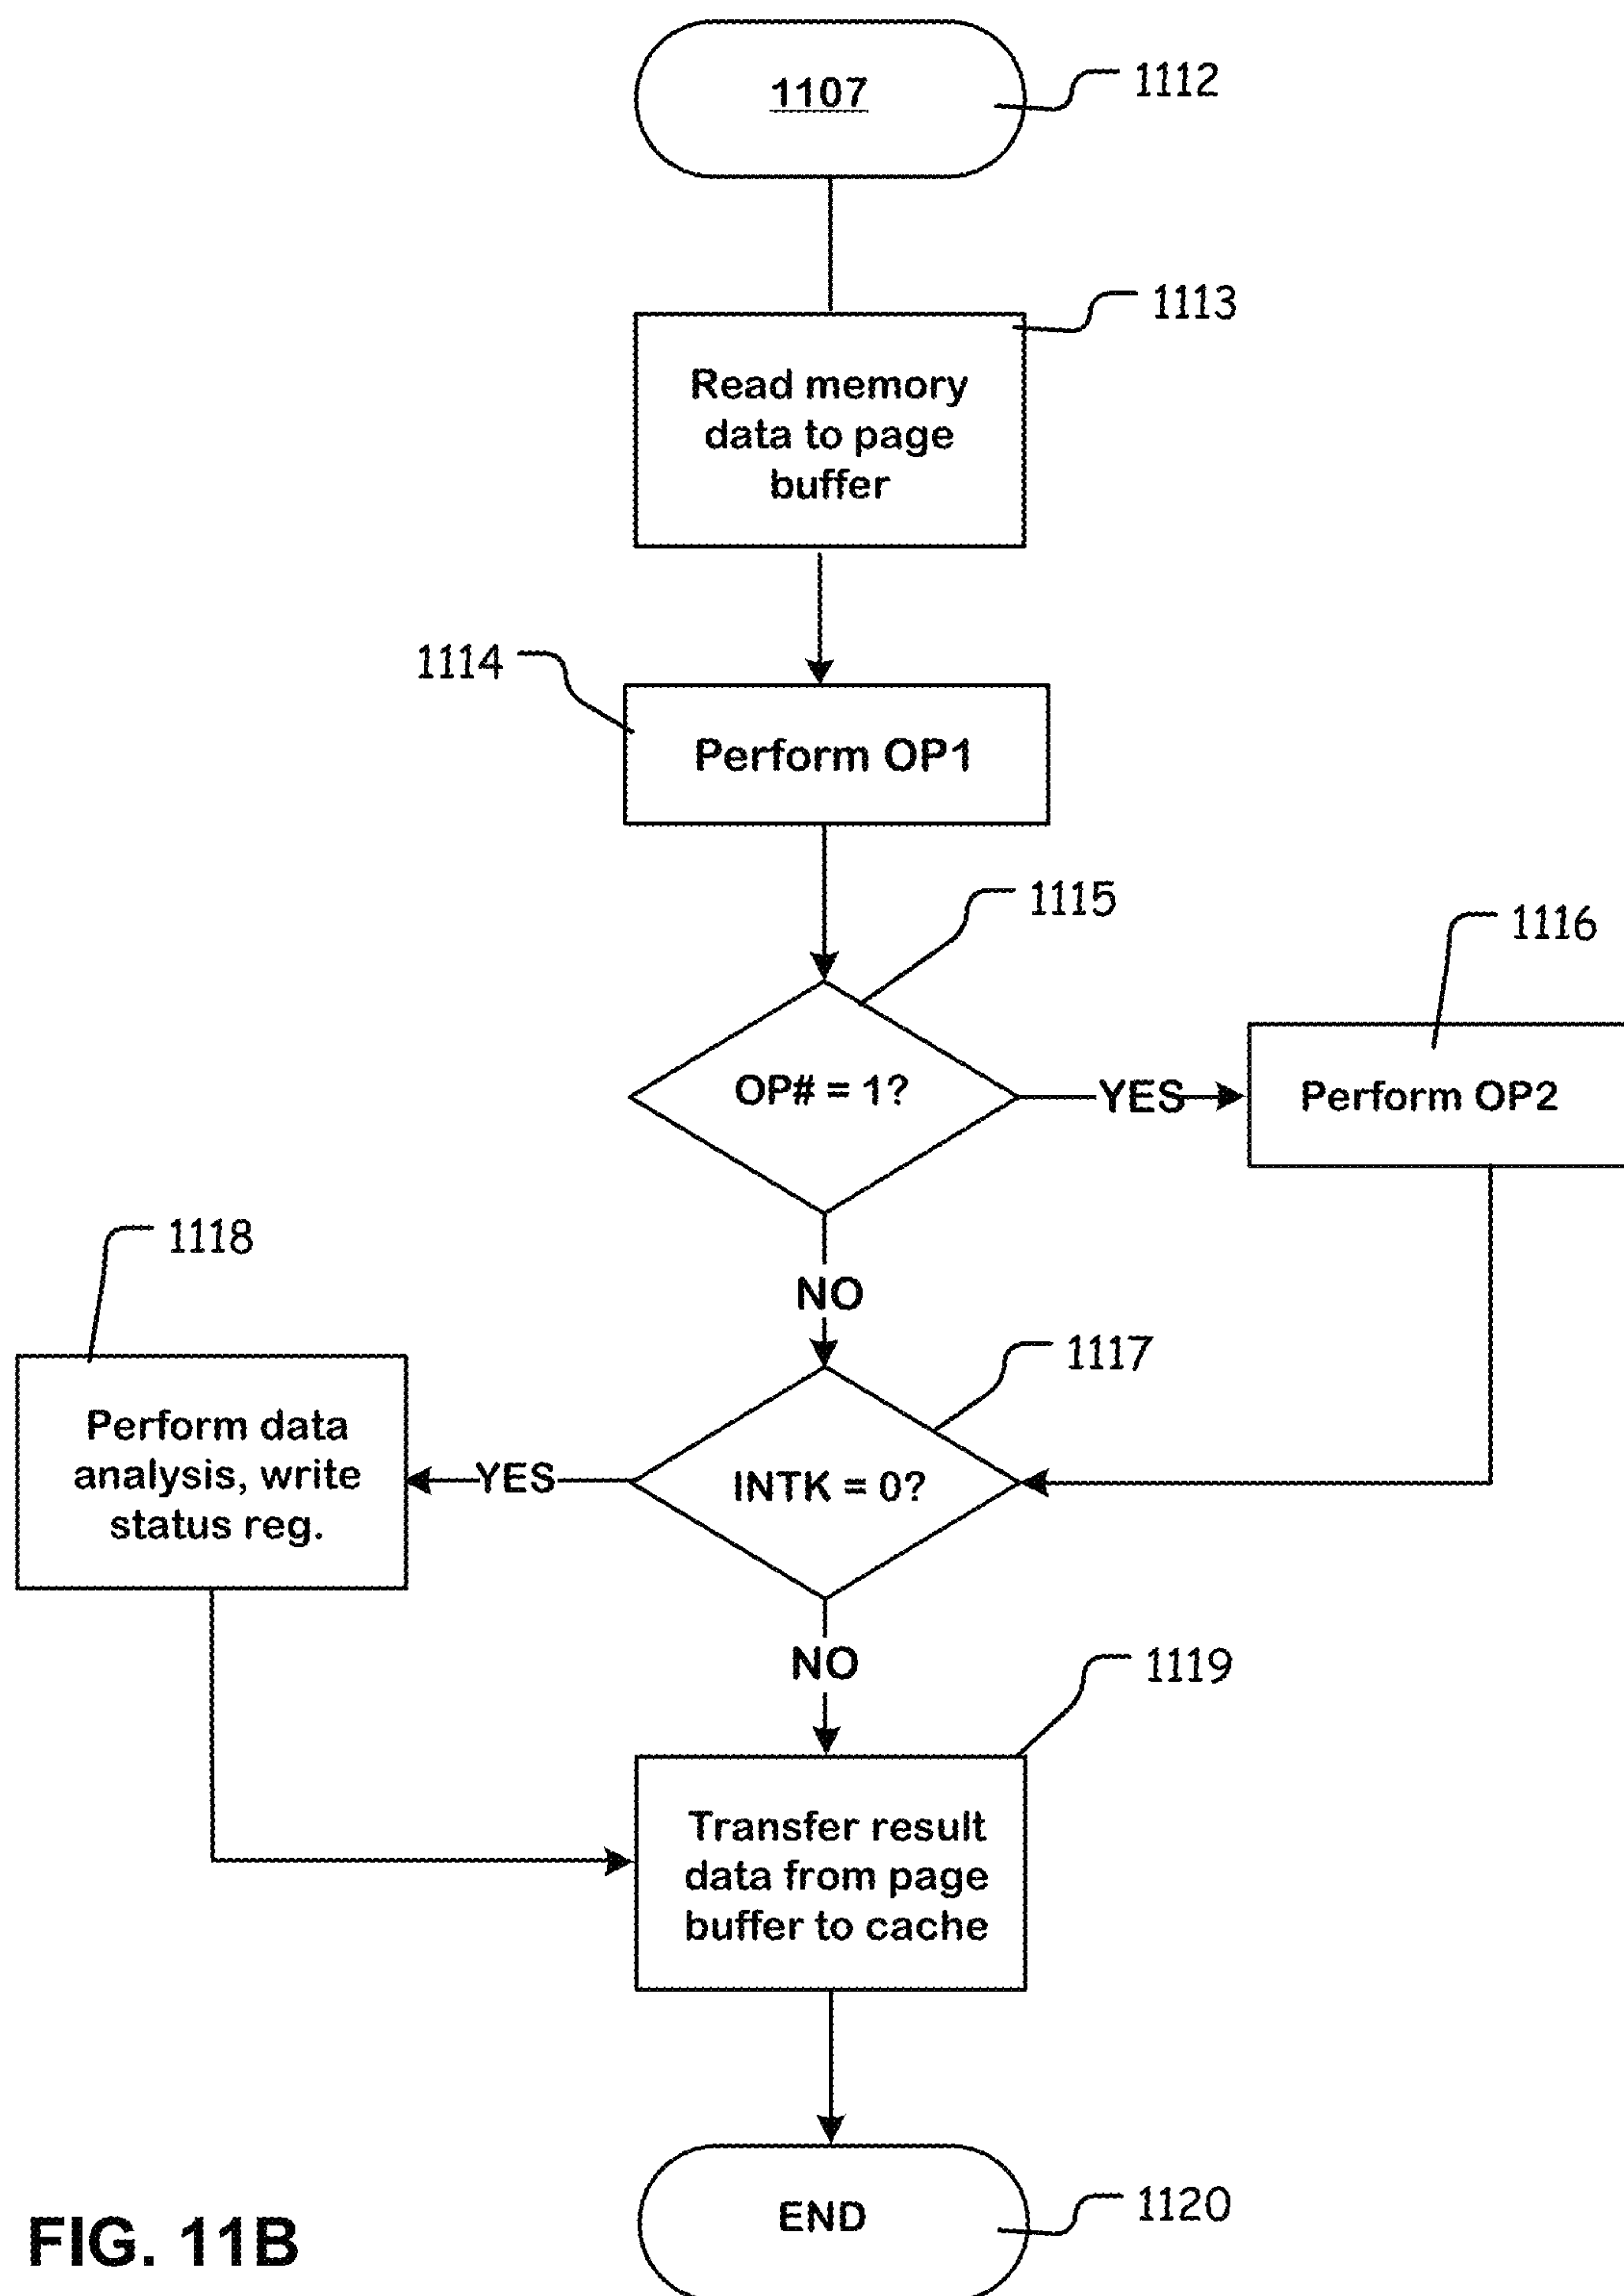 1107
1112
1113
Read memory
data to page
buffer
1114
Perform OP1
1115
1116
OP# = 1?
YES
Perform OP2
1118
NO
1117
Perform data
analysis, write
status reg.
YES
INTK = 0?
NO
1119
Transfer result
data from page
buffer to cache
END
1120
FIG. 11B